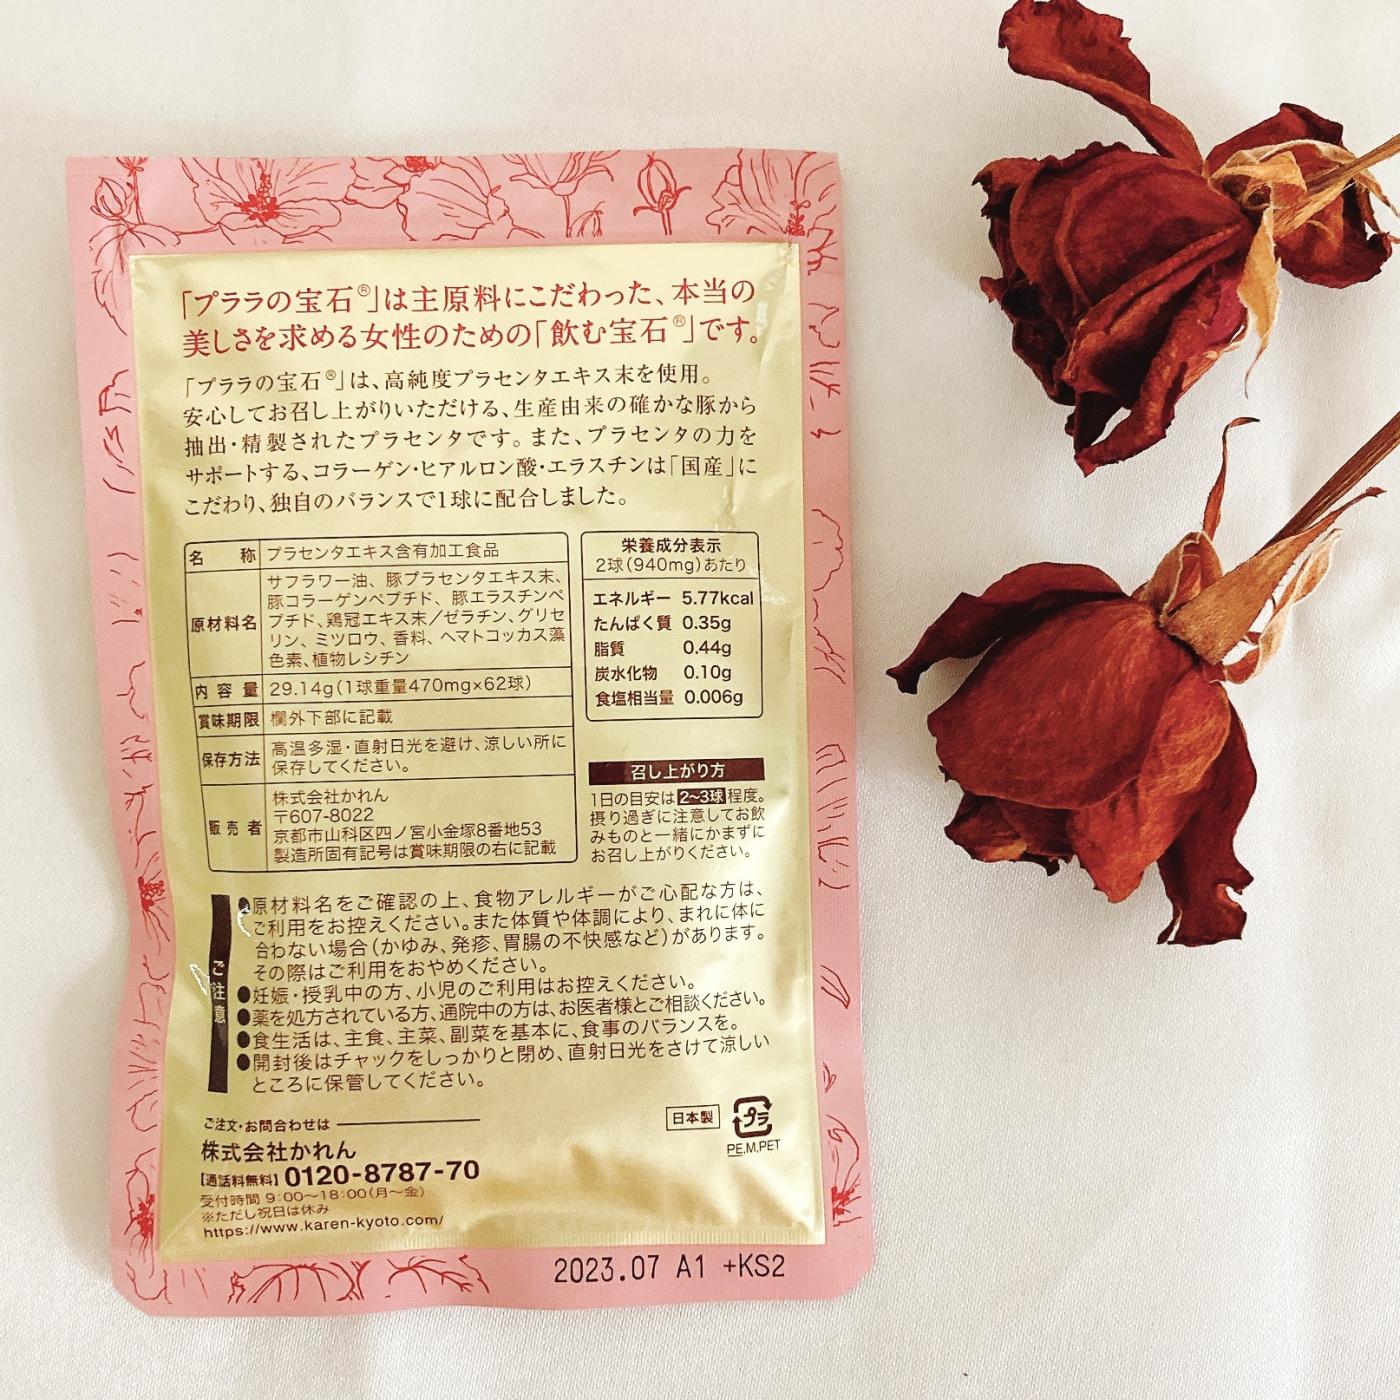 「プララの宝石®」は主原料にこだわった、本当の
美しさを求める女性のための「飲む宝石®」です。
「プララの宝石®」は、高純度プラセンタエキス末を使用。
安心してお召し上がりいただける、生産由来の確かな豚から
抽出・精製されたプラセンタです。また、プラセンタの力を
サポートする、コラーゲン・ヒアルロン酸・エラスチンは「国産」に
こだわり、独自のバランスで1球に配合しました。
名称 プラセンタエキス含有加工食品
原材料名 サフラワー油、豚プラセンタエキス末、
豚コラーゲンペプチド、豚エラスチンペ
プチド、鶏冠エキス末／ゼラチン、グリセ
リン、ミツロウ、香料、ヘマトコッカス藻
色素、植物レシチン
内容量 29.14g(1球重量470mg×62球)
賞味期限 欄外下部に記載
保存方法 高温多湿・直射日光を避け、涼しい所に
保存してください。
販売者 株式会社かれん
〒607-8022
京都市山科区四ノ宮小金塚8番地53
製造所固有記号は賞味期限の右に記載
栄養成分表示
2球(940mg)あたり
エネルギー 5.77kcal
たんぱく質 0.35g
脂質 0.44g
炭水化物 0.10g
食塩相当量 0.006g
召し上がり方
1日の目安は2~3球程度。
摂り過ぎに注意してお飲
みものと一緒にかまずに
お召し上がりください。
ご注意
●原材料名をご確認の上、食物アレルギーがご心配な方は、
ご利用をお控えください。また体質や体調により、まれに体に
合わない場合(かゆみ、発疹、胃腸の不快感など)があります。
その際はご利用をおやめください。
●妊娠・授乳中の方、小児のご利用はお控えください。
●薬を処方されている方、通院中の方は、お医者様とご相談ください。
●食生活は、主食、主菜、副菜を基本に、食事のバランスを。
●開封後はチャックをしっかりと閉め、直射日光をさけて涼しい
ところに保管してください。
ご注文・お問合わせは
株式会社かれん
【通話料無料】0120-8787-70
受付時間 9:00〜18:00(月〜金)
※ただし祝日は休み
https://www.karen-kyoto.com/
日本製
プラ
PE,M,PET
2023.07 A1 +KS2